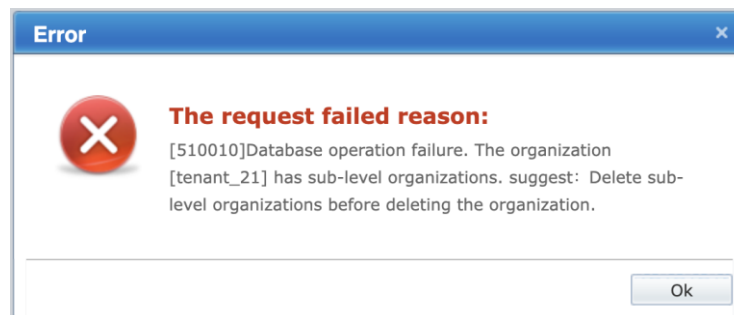 Error
The request failed reason:
[510010]Database operation failure. The organization
[tenant_21] has sub-level organizations. suggest： Delete sub-
level organizations before deleting the organization.
Ok